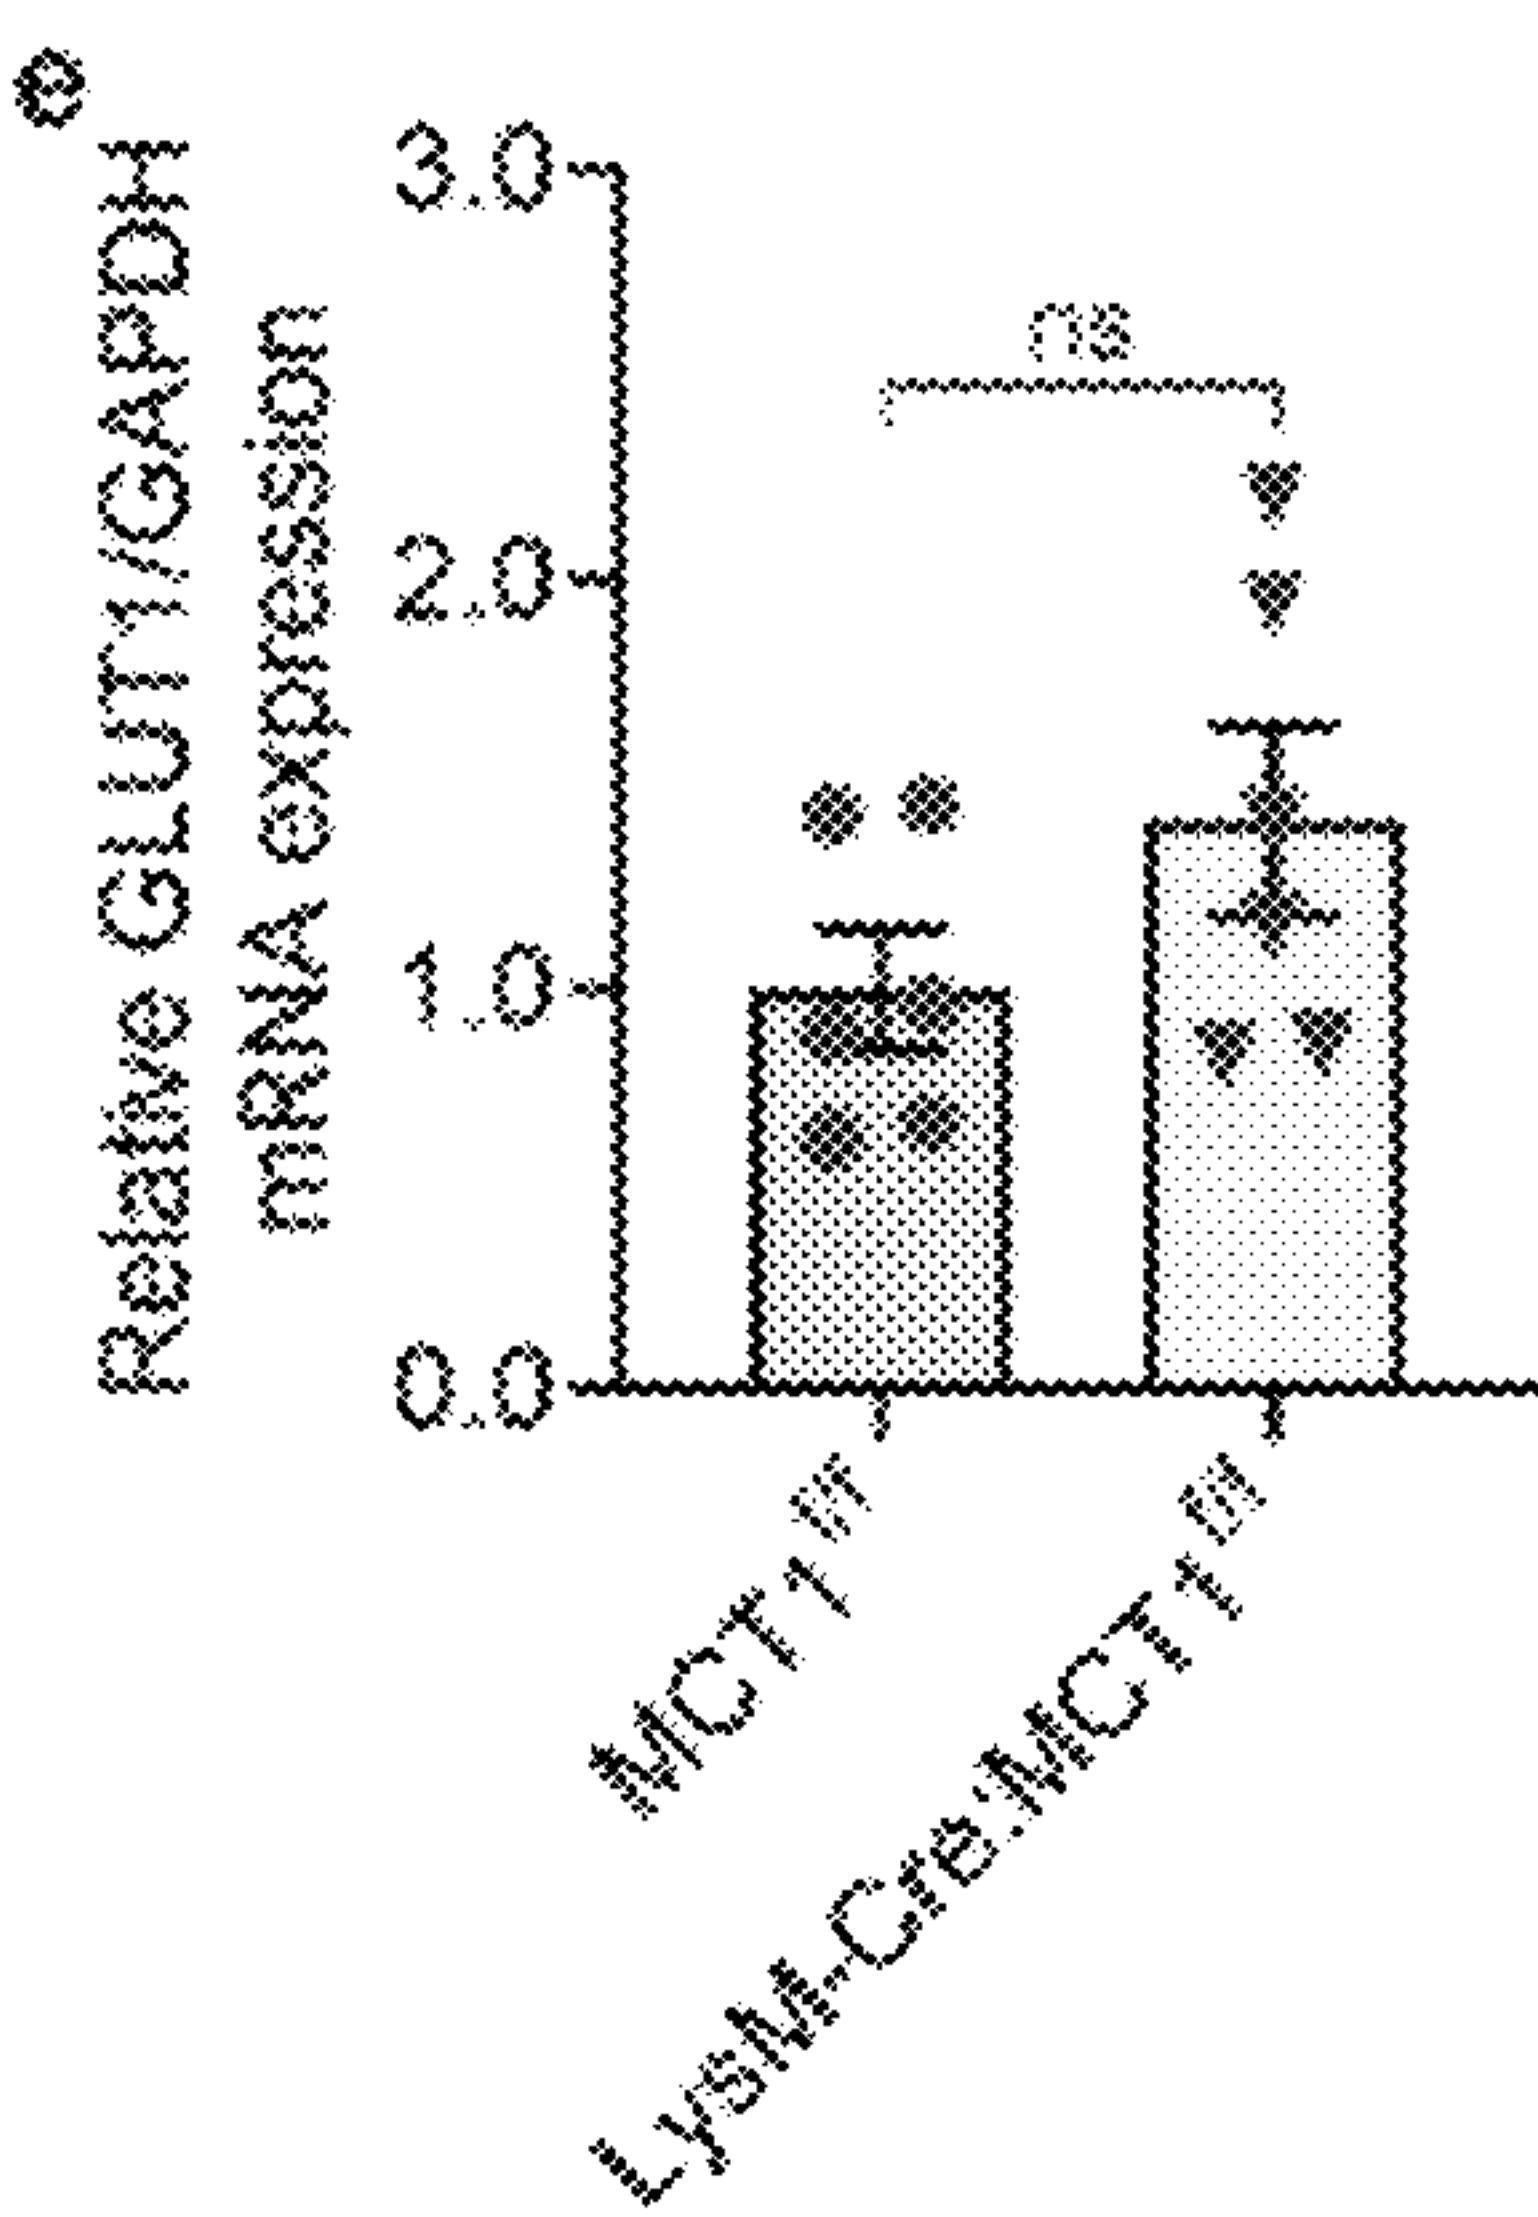 e
Relative GLUT1/GAPDH
mRNA expression
3.0
2.0
1.0
0.0
ns
MCT1
LysM-Cre:MCT1